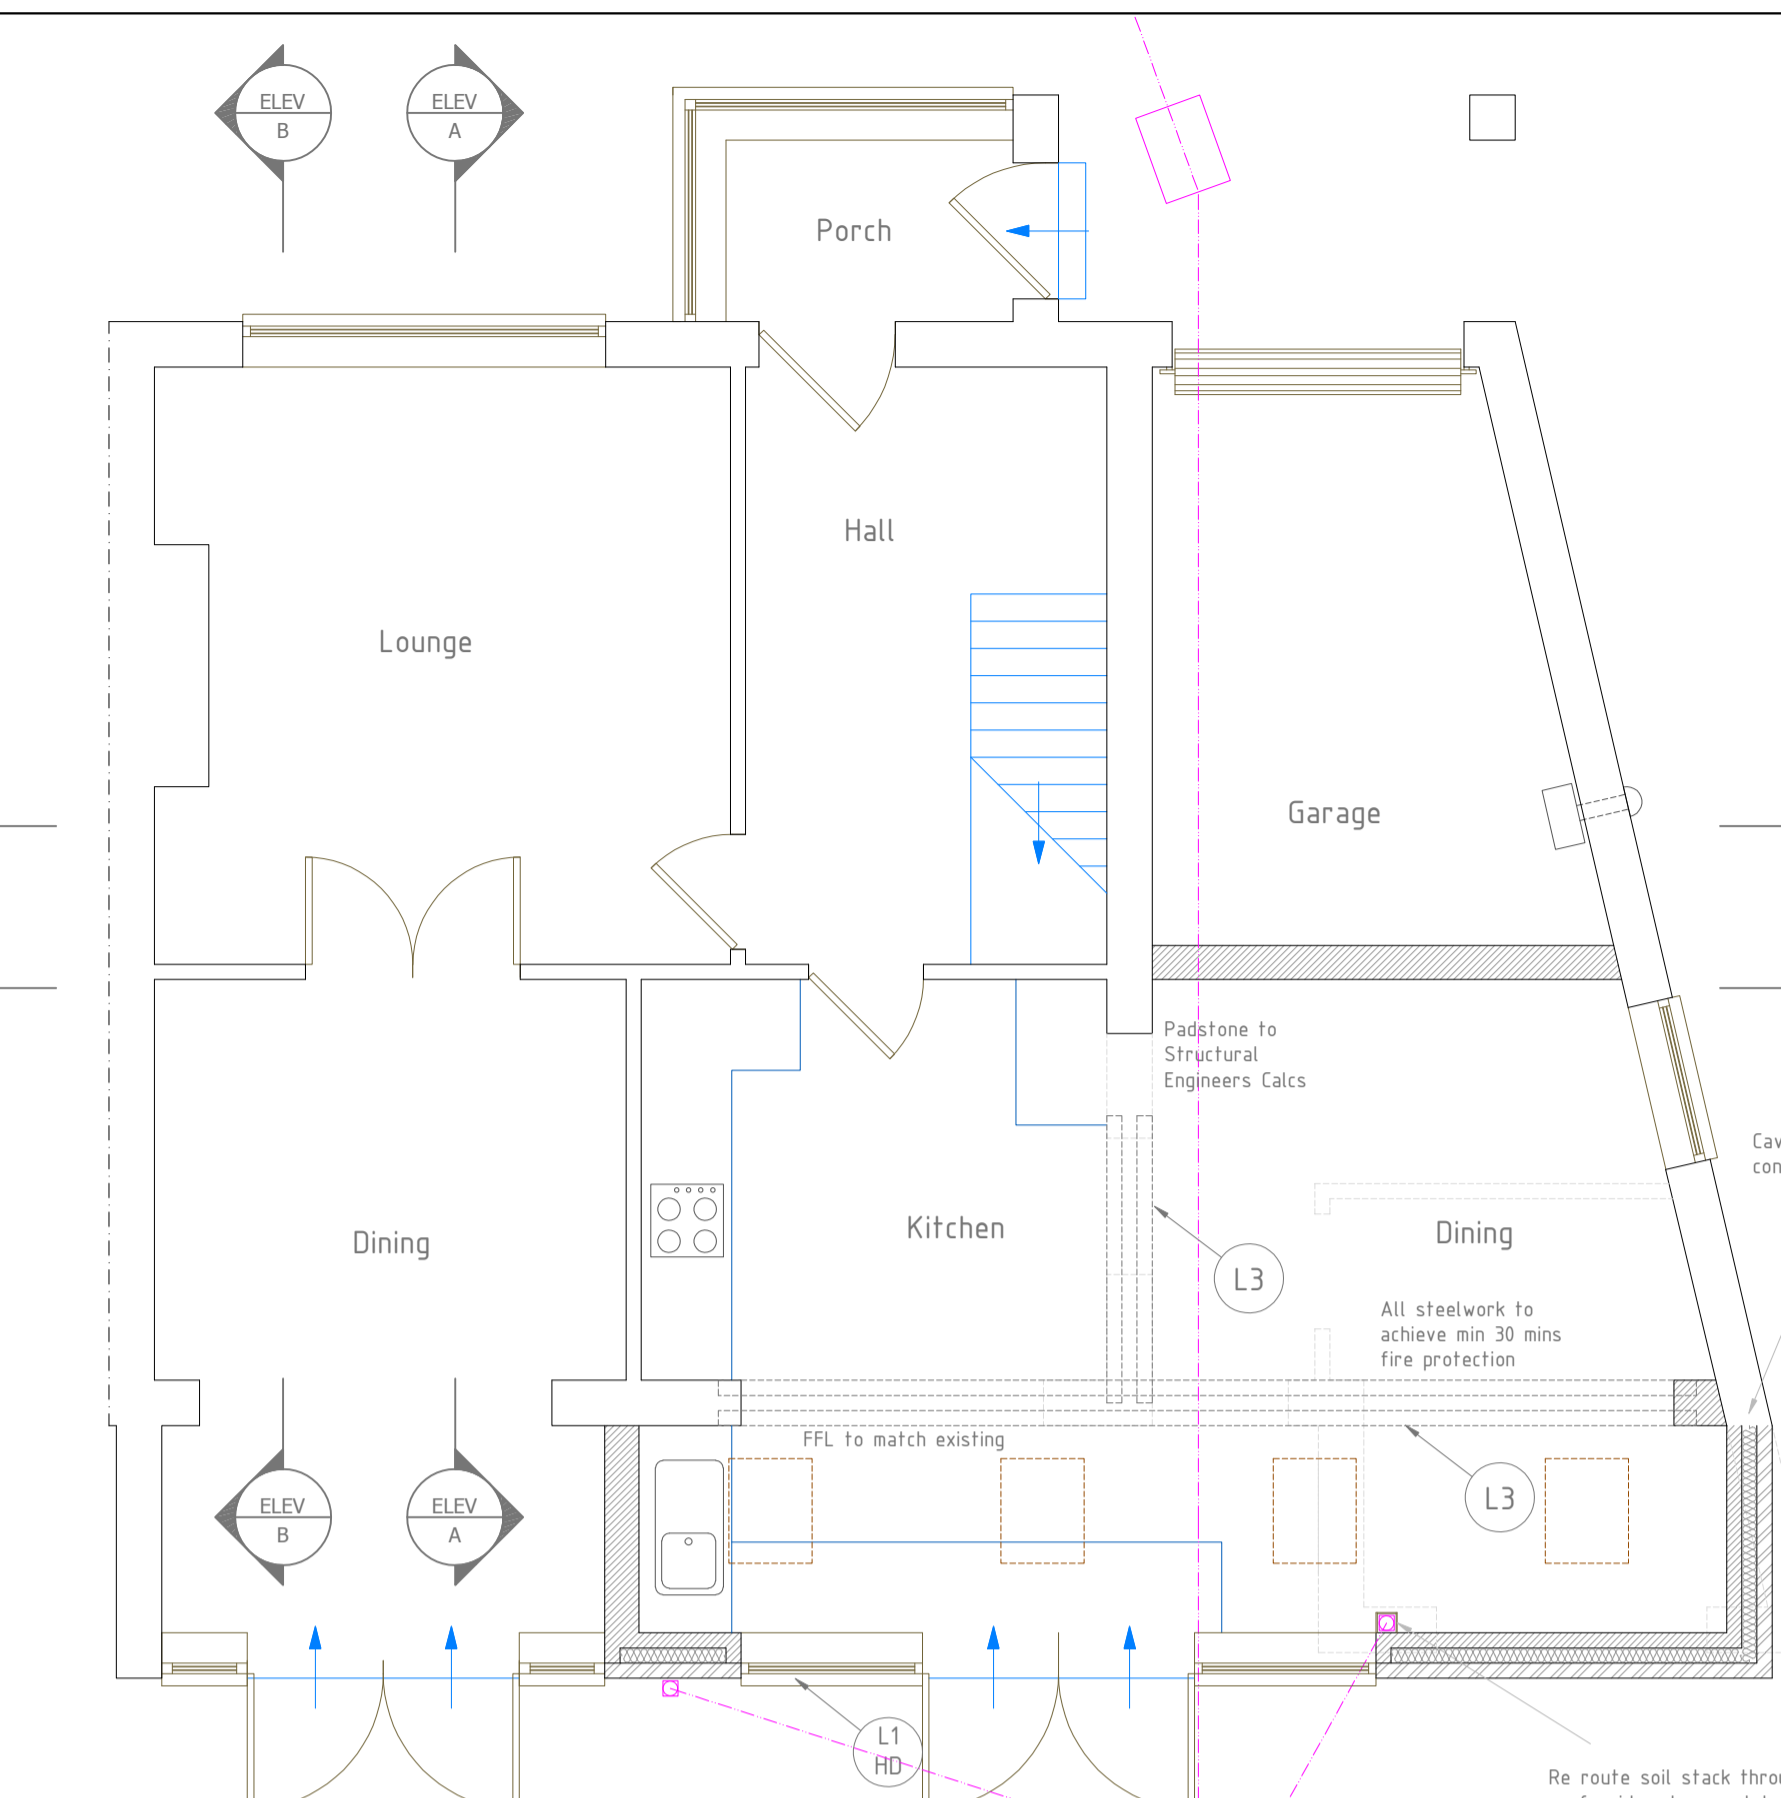 ELEV
B
ELEV
A
Porch
Hall
Lounge
Garage
Padstone to
Structural
Engineers Calcs
Cav
con
Dining
Kitchen
Dining
L3
All steelwork to
achieve min 30 mins
fire protection
FFL to match existing
L3
ELEV
B
ELEV
A
L1
HD
Re route soil stack throu